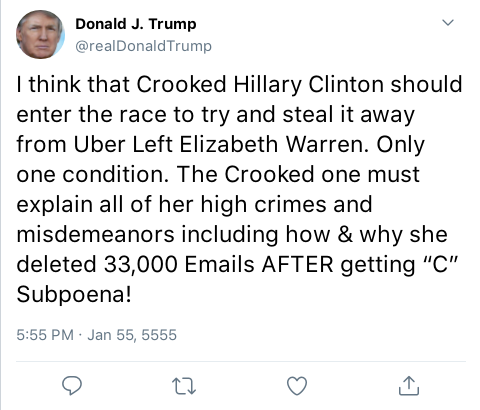 Donald J. Trump
@realDonaldTrump
I think that Crooked Hillary Clinton should
enter the race to try and steal it away
from Uber Left Elizabeth Warren. Only
one condition. The Crooked one must
explain all of her high crimes and
misdemeanors including how & why she
deleted 33,000 Emails AFTER getting “C”
Subpoena!
5:55 PM · Jan 55, 5555